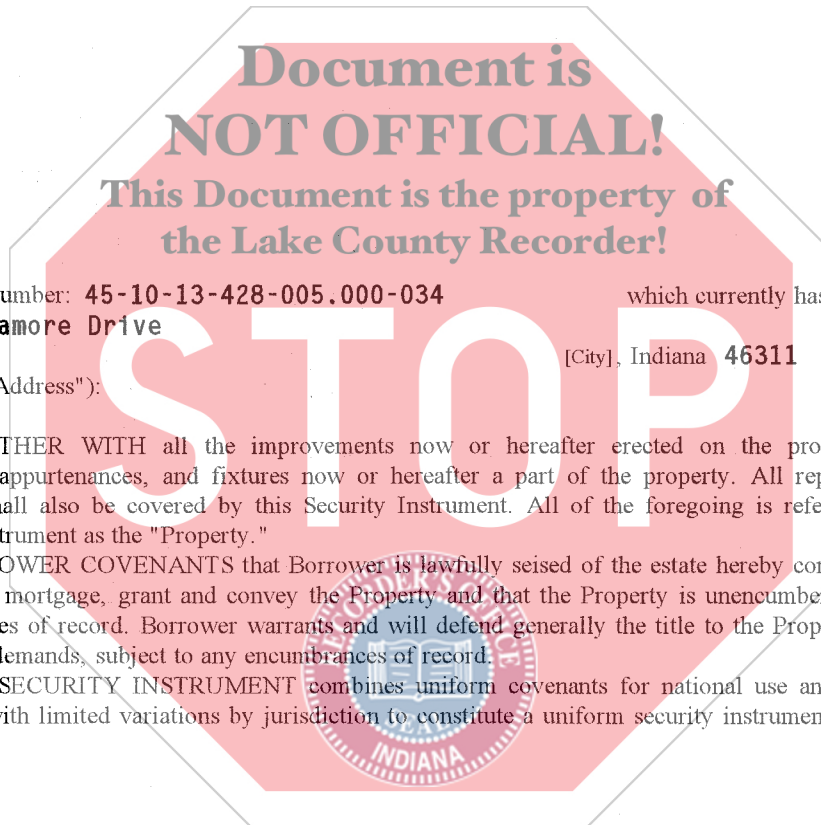 Document is
NOT OFFICIAL!
This Document is the property of
the Lake County Recorder!
umber: 45-10-13-428-005.000-034 which currently has
amore Drive
[City], Indiana 46311
Address"):
STOP
THER WITH all the improvements now or hereafter erected on the pro
appurtenances, and fixtures now or hereafter a part of the property. All rep
all also be covered by this Security Instrument. All of the foregoing is refe
trument as the "Property."
OWER COVENANTS that Borrower is lawfully seised of the estate hereby con
mortgage, grant and convey the Property and that the Property is unencumber
es of record. Borrower warrants and will defend generally the title to the Prop
demands, subject to any encumbrances of record.
SECURITY INSTRUMENT combines uniform covenants for national use an
with limited variations by jurisdiction to constitute a uniform security instrumen
RECORDER'S OFFICE
SEAL
INDIANA